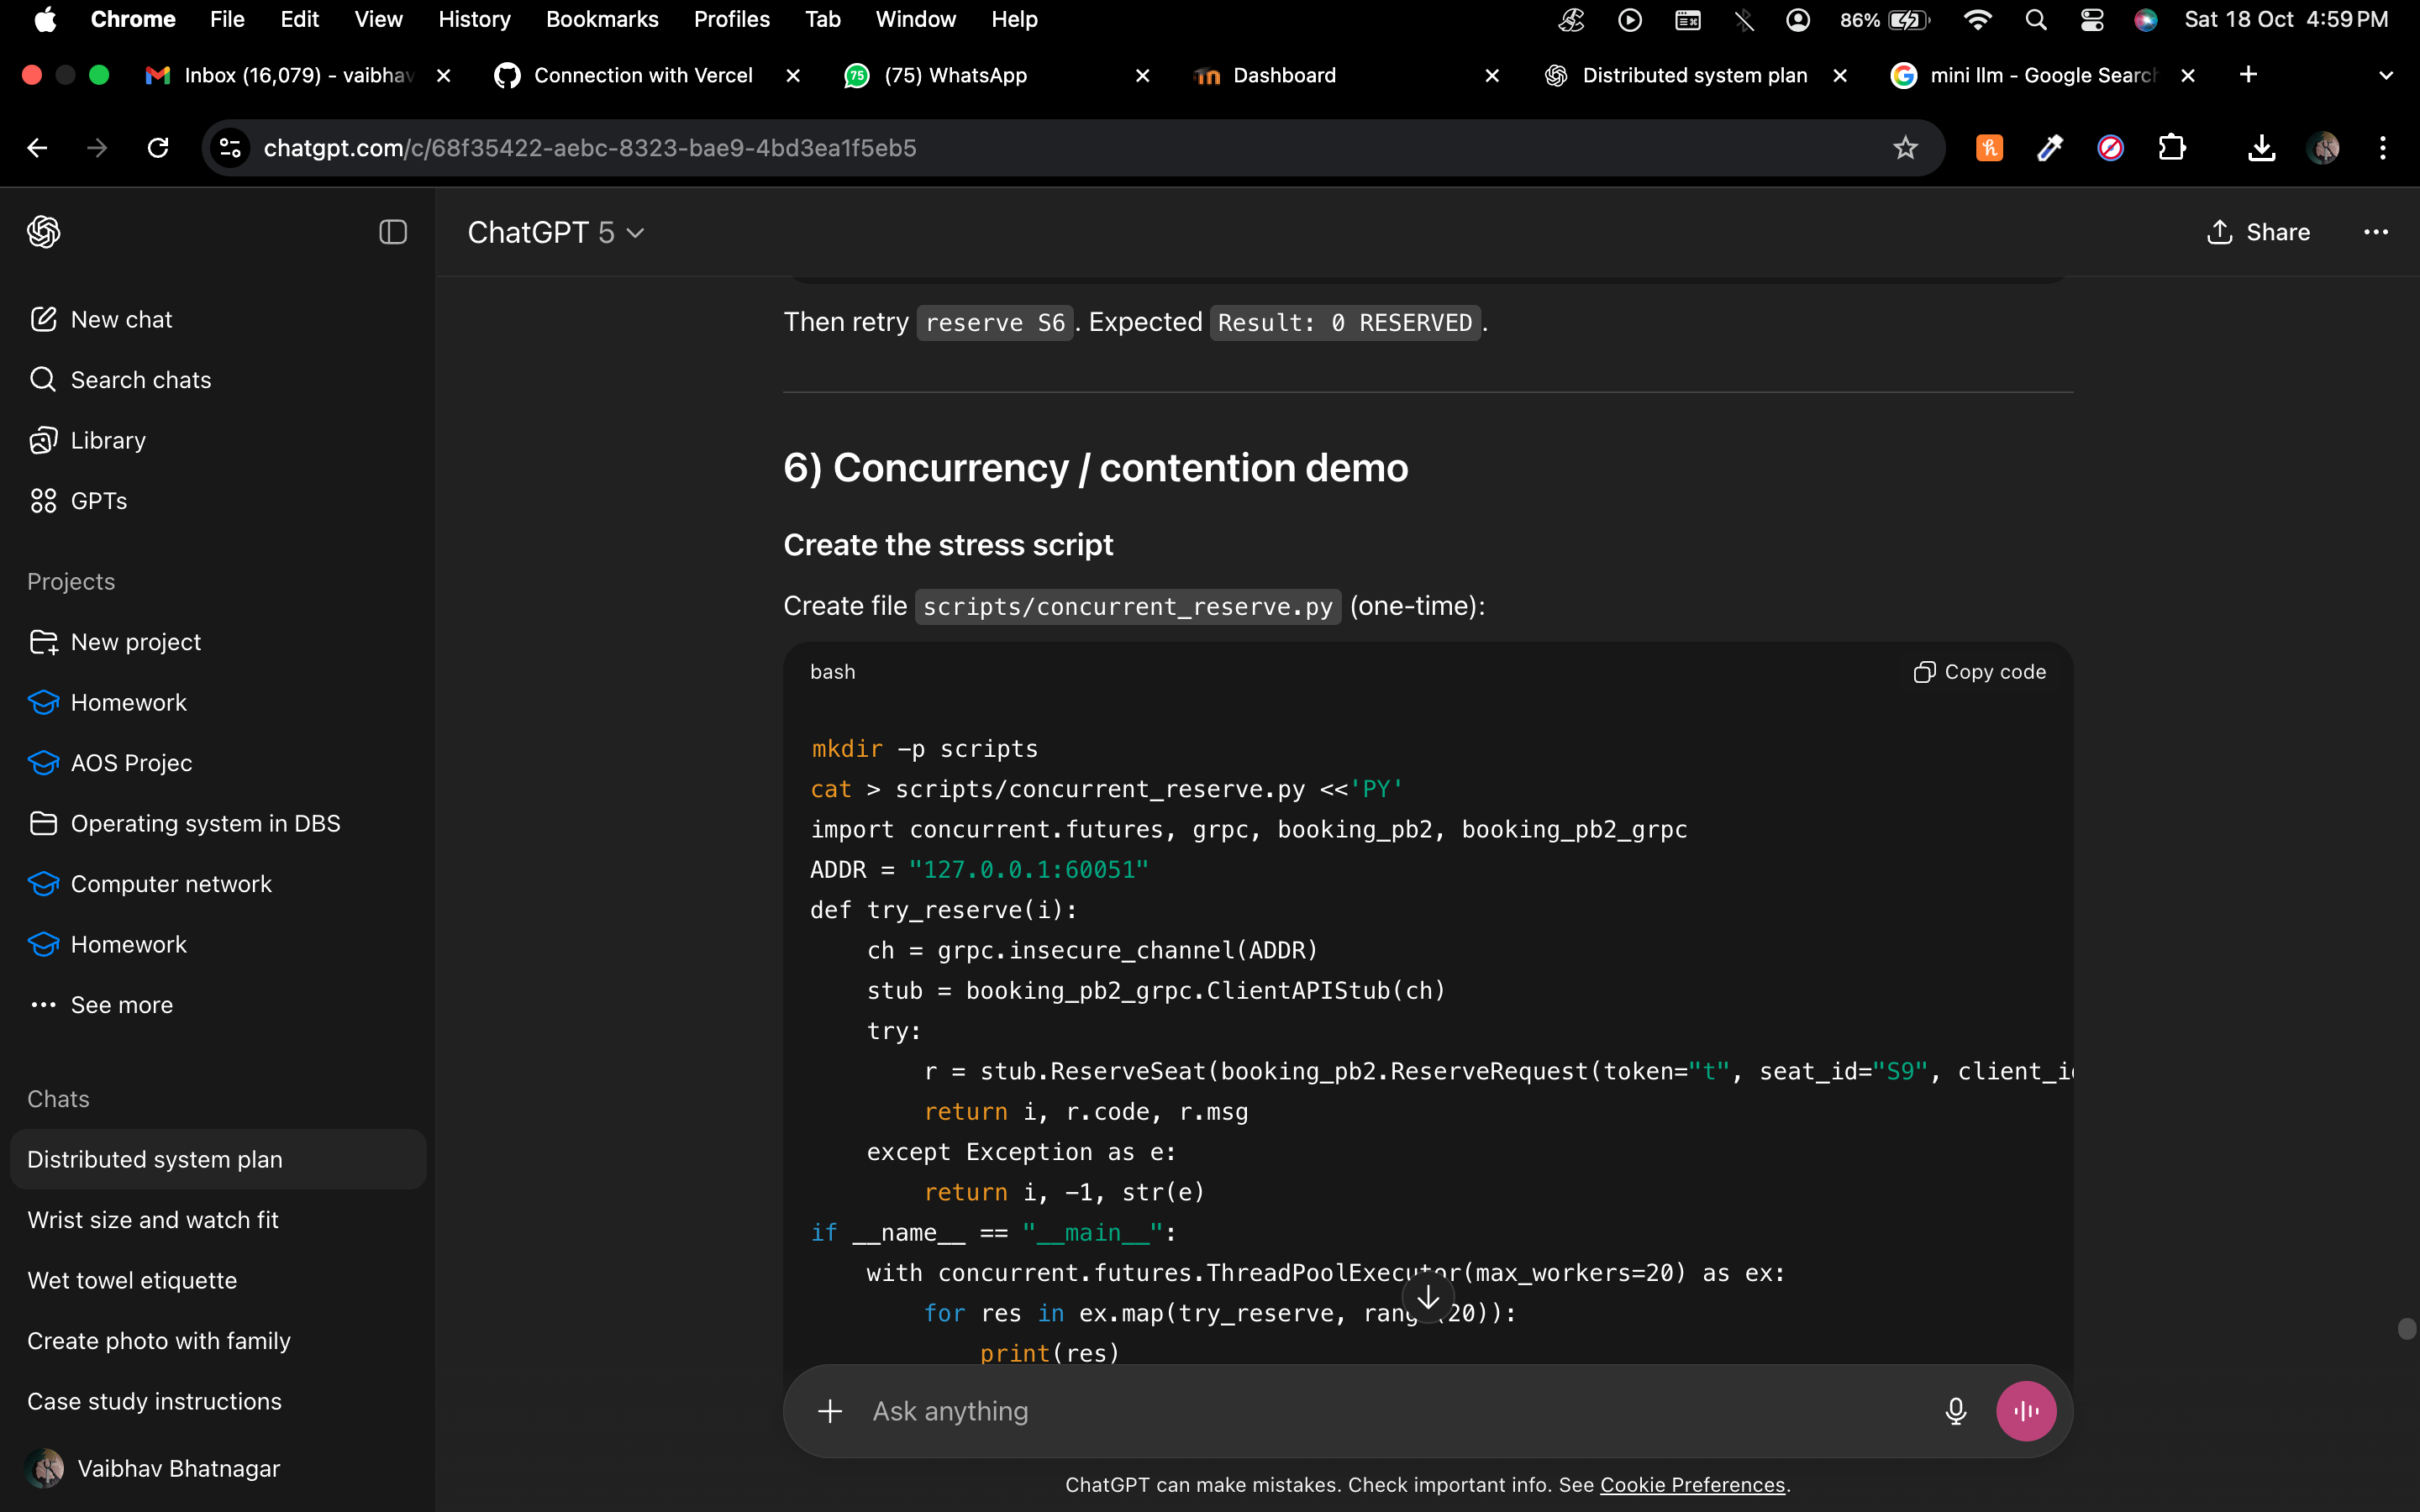 Chrome File Edit View History Bookmarks Profiles Tab Window Help 86% Sat 18 Oct 4:59 PM
Inbox (16,079) - vaibhav Connection with Vercel 75 (75) WhatsApp Dashboard Distributed system plan mini llm - Google Search
chatgpt.com/c/68f35422-aebc-8323-bae9-4bd3ea1f5eb5
ChatGPT 5 Share
New chat
Search chats
Library
GPTs
Projects
New project
Homework
AOS Projec
Operating system in DBS
Computer network
Homework
See more
Chats
Distributed system plan
Wrist size and watch fit
Wet towel etiquette
Create photo with family
Case study instructions
Vaibhav Bhatnagar
Then retry reserve S6. Expected Result: 0 RESERVED.
6) Concurrency / contention demo
Create the stress script
Create file scripts/concurrent_reserve.py (one-time):
bash Copy code
mkdir -p scripts
cat > scripts/concurrent_reserve.py <<'PY'
import concurrent.futures, grpc, booking_pb2, booking_pb2_grpc
ADDR = "127.0.0.1:60051"
def try_reserve(i):
    ch = grpc.insecure_channel(ADDR)
    stub = booking_pb2_grpc.ClientAPIStub(ch)
    try:
        r = stub.ReserveSeat(booking_pb2.ReserveRequest(token="t", seat_id="S9",
        return i, r.code, r.msg
    except Exception as e:
        return i, -1, str(e)
if __name__ == "__main__":
    with concurrent.futures.ThreadPoolExecutor(max_workers=20) as ex:
        for res in ex.map(try_reserve, range(20)):
            print(res)
Ask anything
ChatGPT can make mistakes. Check important info. See Cookie Preferences.